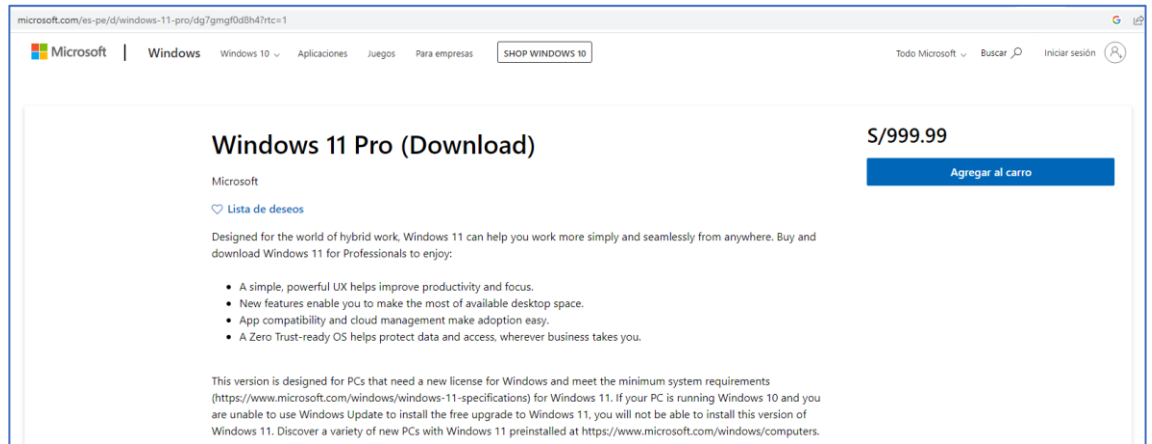 microsoft.com/es-pe/d/windows-11-pro/dg7gmgf0d8h4?rtc=1
Microsoft | Windows Windows 10 Aplicaciones Juegos Para empresas SHOP WINDOWS 10 Todo Microsoft Buscar Iniciar sesión
Windows 11 Pro (Download)
S/999.99
Agregar al carro
Microsoft
Lista de deseos
Designed for the world of hybrid work, Windows 11 can help you work more simply and seamlessly from anywhere. Buy and
download Windows 11 for Professionals to enjoy:
• A simple, powerful UX helps improve productivity and focus.
• New features enable you to make the most of available desktop space.
• App compatibility and cloud management make adoption easy.
• A Zero Trust-ready OS helps protect data and access, wherever business takes you.
This version is designed for PCs that need a new license for Windows and meet the minimum system requirements
(https://www.microsoft.com/windows/windows-11-specifications) for Windows 11. If your PC is running Windows 10 and you
are unable to use Windows Update to install the free upgrade to Windows 11, you will not be able to install this version of
Windows 11. Discover a variety of new PCs with Windows 11 preinstalled at https://www.microsoft.com/windows/computers.